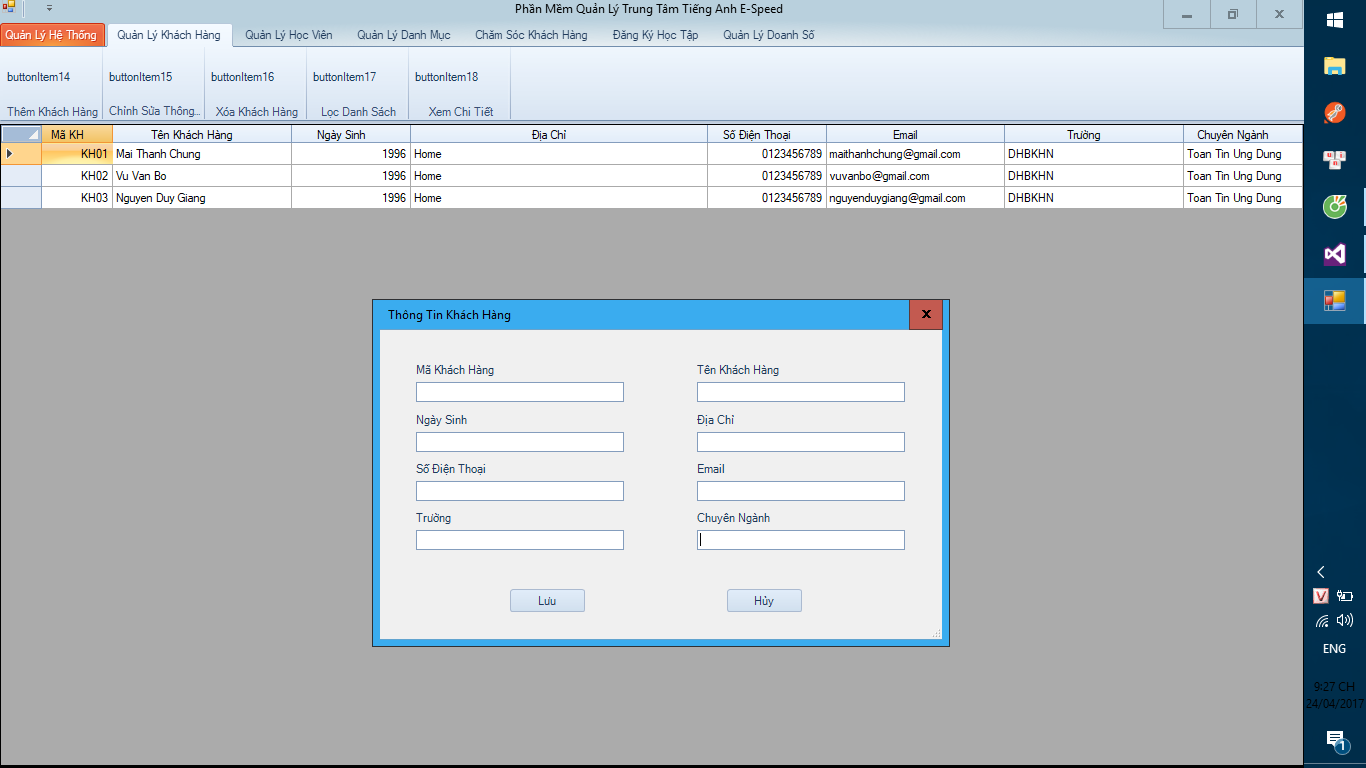 Phần Mềm Quản Lý Trung Tâm Tiếng Anh E-Speed
Quản Lý Hệ Thống Quản Lý Khách Hàng Quản Lý Học Viên Quản Lý Danh Mục Chăm Sóc Khách Hàng Đăng Ký Học Tập Quản Lý Doanh Số
buttonItem14 buttonItem15 buttonItem16 buttonItem17 buttonItem18
Thêm Khách Hàng Chỉnh Sửa Thông... Xóa Khách Hàng Lọc Danh Sách Xem Chi Tiết
Mã KH Tên Khách Hàng Ngày Sinh Địa Chỉ Số Điện Thoại Email Trường Chuyên Ngành
KH01 Mai Thanh Chung 1996 Home 0123456789 maithanhchung@gmail.com DHBKHN Toan Tin Ung Dung
KH02 Vu Van Bo 1996 Home 0123456789 vuvanbo@gmail.com DHBKHN Toan Tin Ung Dung
KH03 Nguyen Duy Giang 1996 Home 0123456789 nguyenduygiang@gmail.com DHBKHN Toan Tin Ung Dung
Thông Tin Khách Hàng x
Mã Khách Hàng Tên Khách Hàng
Ngày Sinh Địa Chỉ
Số Điện Thoại Email
Trường Chuyên Ngành
Lưu Hủy
V
ENG
9:27 CH
24/04/2017
1